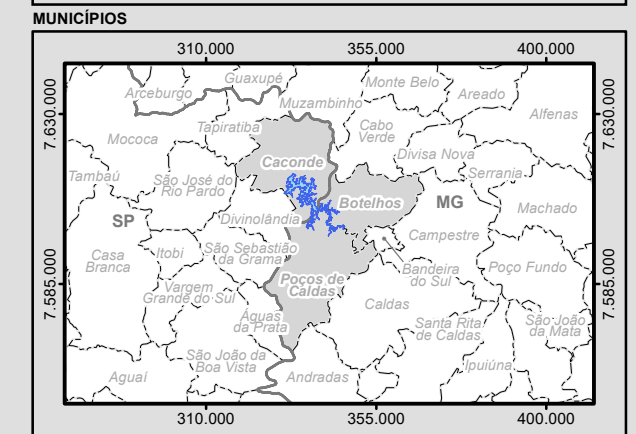 MUNICÍPIOS
310.000 355.000 400.000
7.630.000
7.630.000
Guaxupé
Monte Belo
Arceburgo
Areado
Muzambinho
Alfenas
Tapiratiba
Cabo
Verde
Mococa
Divisa Nova
Caconde
Serrania
Tambaú
São José do
Rio Pardo
Botelhos
MG
Machado
SP
Divinolândia
Campestre
Casa
Branca
Itobi
São Sebastião
da Grama
Bandeira
do Sul
Poço Fundo
7.585.000
7.585.000
Poços de
Caldas
Vargem
Grande do Sul
Caldas
Águas
da Prata
Santa Rita
de Caldas
São João
da Mata
São João da
Boa Vista
Ipuiúna
Aguaí
Andradas
310.000 355.000 400.000